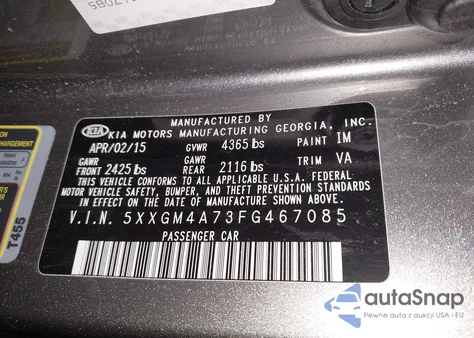 MANUFACTURED BY
KIA KIA MOTORS MANUFACTURING GEORGIA, INC.
APR/02/15 GVWR 4365 lbs PAINT IM
GAWR FRONT 2425 lbs GAWR REAR 2116 lbs TRIM VA
THIS VEHICLE CONFORMS TO ALL APPLICABLE U.S.A. FEDERAL
MOTOR VEHICLE SAFETY, BUMPER, AND THEFT PREVENTION STANDARDS
IN EFFECT ON THE DATE OF MANUFACTURE SHOWN ABOVE.
V.I.N. 5XXGM4A73FG467085
PASSENGER CAR
T455
autoSnap
Pewne auta z aukcji USA i EU